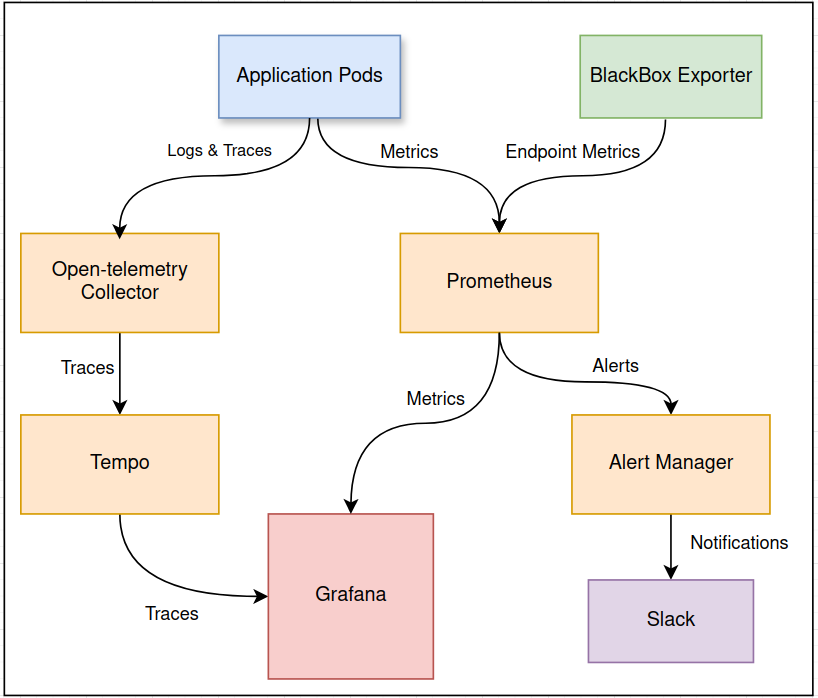 Application Pods
BlackBox Exporter
Logs & Traces
Metrics
Endpoint Metrics
Open-telemetry
Collector
Prometheus
Traces
Alerts
Metrics
Tempo
Alert Manager
Notifications
Grafana
Traces
Slack